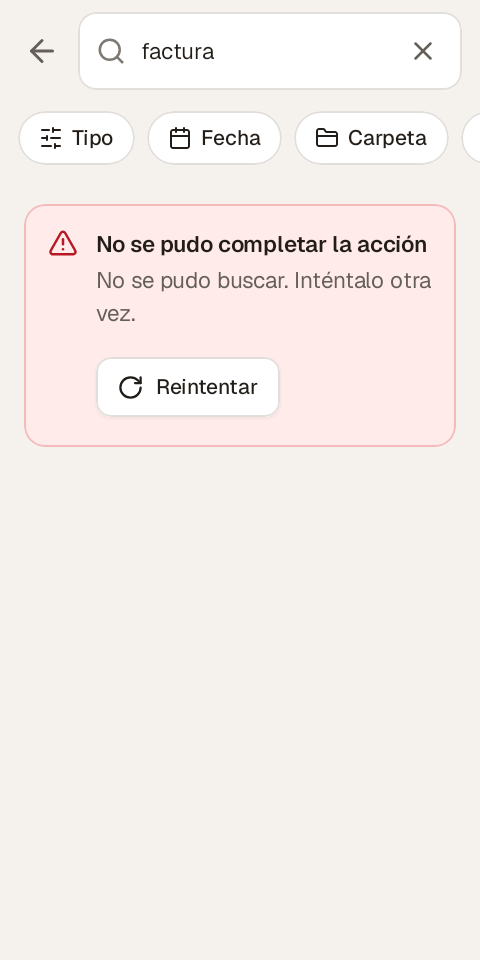 factura
Tipo
Fecha
Carpeta
No se pudo completar la acción
No se pudo buscar. Inténtalo otra
vez.
Reintentar